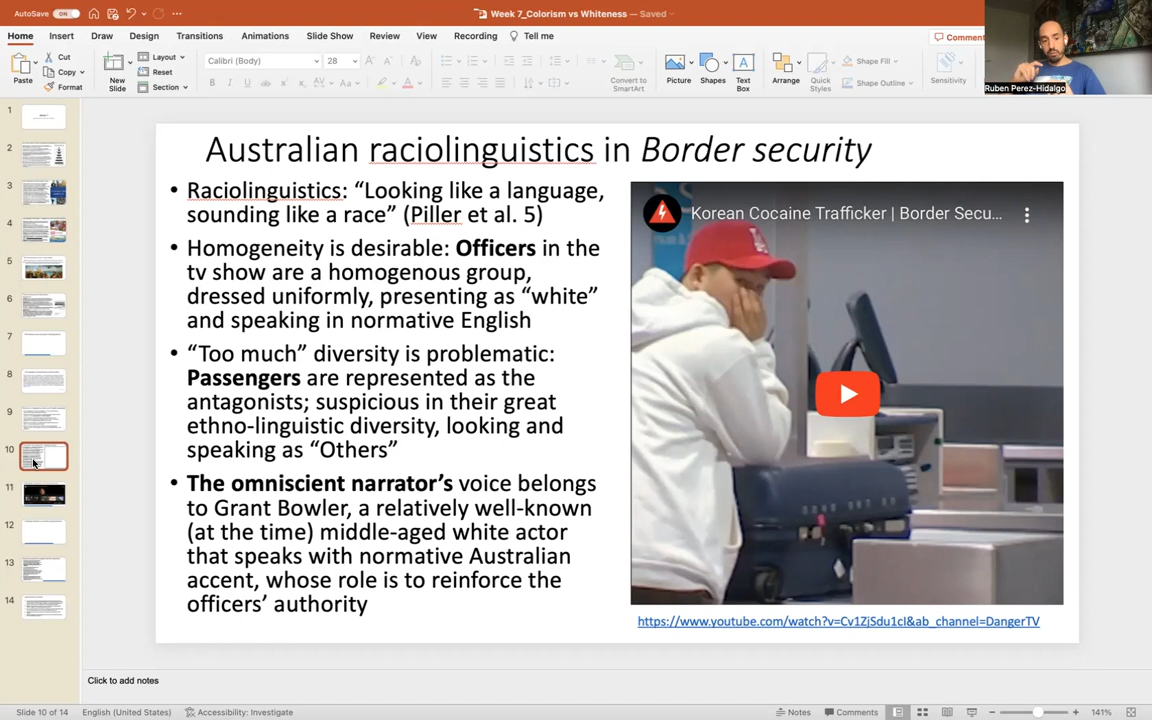 AutoSave ON
Week 7_Colorism vs Whiteness — Saved
Home Insert Draw Design Transitions Animations Slide Show Review View Recording Tell me
Comment
Paste
Cut
Copy
Format
New Slide
Layout
Reset
Section
Calibri (Body) 28
Convert to SmartArt
Picture
Shapes
Text Box
Arrange
Quick Styles
Shape Fill
Shape Outline
Sensitivity
Ruben Perez-Hidalgo
1
2
3
4
5
6
7
8
9
10
11
12
13
14
Australian raciolinguistics in Border security
• Raciolinguistics: “Looking like a language,
sounding like a race” (Piller et al. 5)
• Homogeneity is desirable: Officers in the
tv show are a homogenous group,
dressed uniformly, presenting as “white”
and speaking in normative English
• “Too much” diversity is problematic:
Passengers are represented as the
antagonists; suspicious in their great
ethno-linguistic diversity, looking and
speaking as “Others”
• The omniscient narrator’s voice belongs
to Grant Bowler, a relatively well-known
(at the time) middle-aged white actor
that speaks with normative Australian
accent, whose role is to reinforce the
officers’ authority
Korean Cocaine Trafficker | Border Secu...
https://www.youtube.com/watch?v=Cv1ZjSdu1cI&ab_channel=DangerTV
Click to add notes
Slide 10 of 14 English (United States) Accessibility: Investigate
Notes Comments 141%